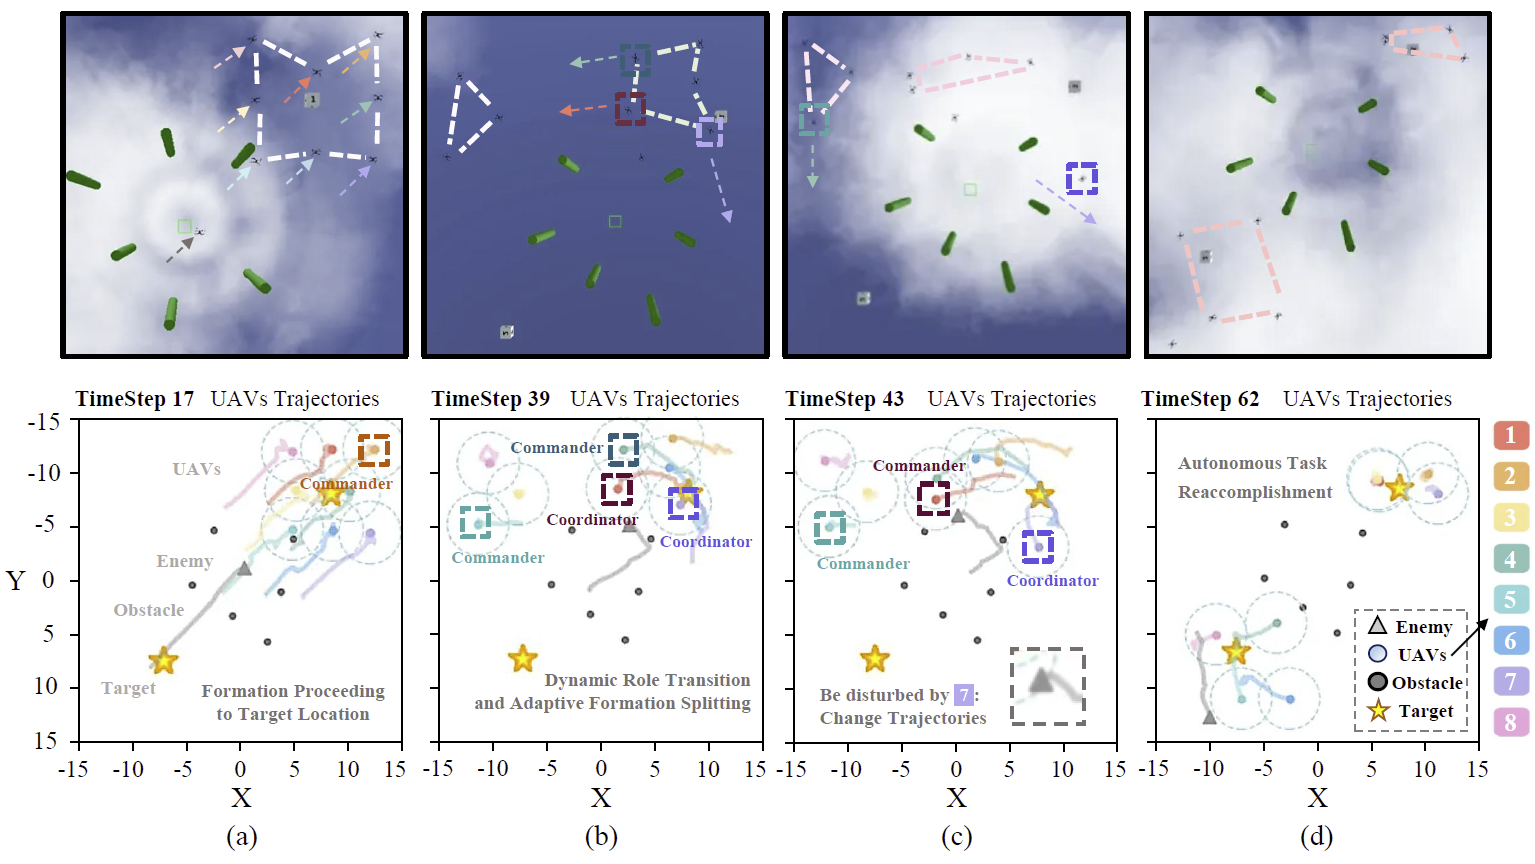 1
TimeStep 17 UAVs Trajectories
TimeStep 39 UAVs Trajectories
TimeStep 43 UAVs Trajectories
TimeStep 62 UAVs Trajectories
Y
-15
-10
-5
0
5
10
15
UAVs
Commander
Enemy
Obstacle
Target
Formation Proceeding
to Target Location
-15 -10 -5 0 5 10 15
X
(a)
Commander
Coordinator
Commander
Coordinator
Dynamic Role Transition
and Adaptive Formation Splitting
-15 -10 -5 0 5 10 15
X
(b)
Commander
Commander
Coordinator
Be disturbed by 7:
Change Trajectories
-15 -10 -5 0 5 10 15
X
(c)
Autonomous Task
Reaccomplishment
Enemy
UAVs
Obstacle
Target
-15 -10 -5 0 5 10 15
X
(d)
1
2
3
4
5
6
7
8